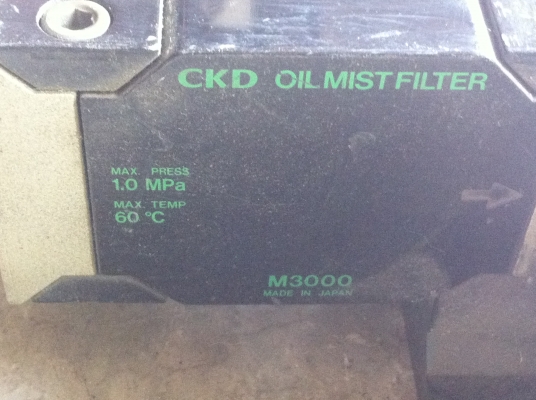 CKD OIL MIST FILTER
MAX. PRESS
1.0 MPa
MAX. TEMP
60 °C
M3000
MADE IN JAPAN